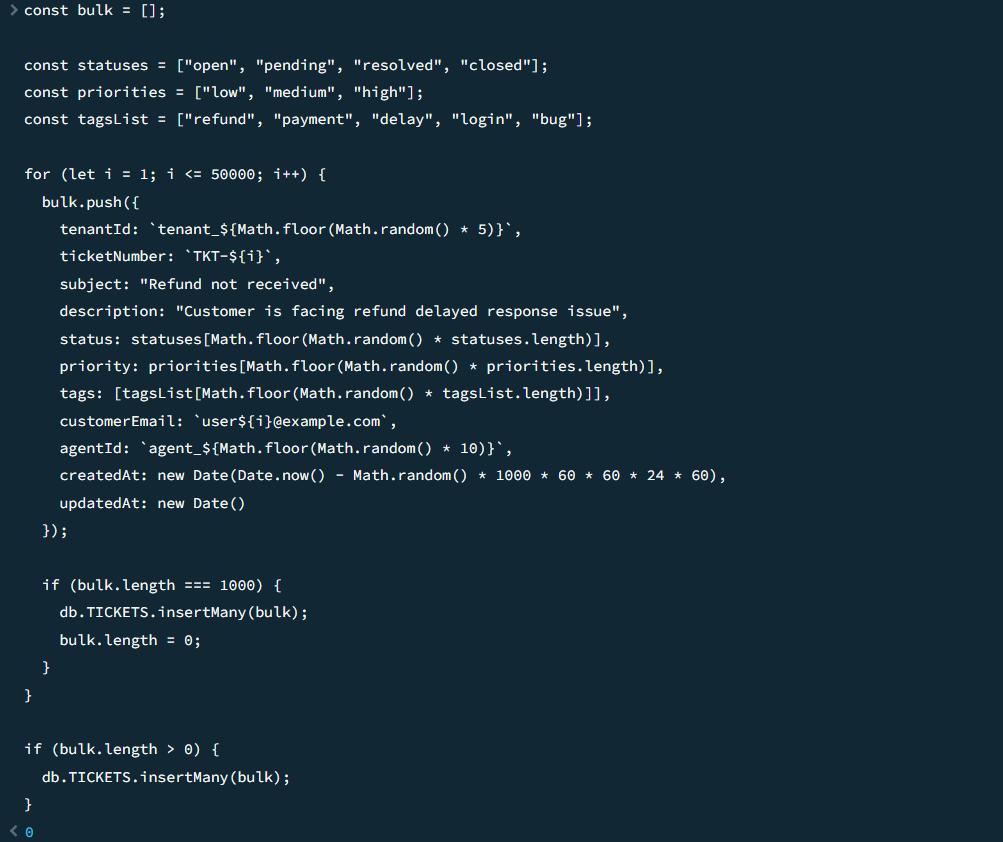 > const bulk = [];
const statuses = ["open", "pending", "resolved", "closed"];
const priorities = ["low", "medium", "high"];
const tagsList = ["refund", "payment", "delay", "login", "bug"];
for (let i = 1; i <= 50000; i++) {
  bulk.push({
    tenantId: `tenant_${Math.floor(Math.random() * 5)}`,
    ticketNumber: `TKT-${i}`,
    subject: "Refund not received",
    description: "Customer is facing refund delayed response issue",
    status: statuses[Math.floor(Math.random() * statuses.length)],
    priority: priorities[Math.floor(Math.random() * priorities.length)],
    tags: [tagsList[Math.floor(Math.random() * tagsList.length)]],
    customerEmail: `user${i}@example.com`,
    agentId: `agent_${Math.floor(Math.random() * 10)}`,
    createdAt: new Date(Date.now() - Math.random() * 1000 * 60 * 60 * 24 * 60),
    updatedAt: new Date()
  });
  if (bulk.length === 1000) {
    db.TICKETS.insertMany(bulk);
    bulk.length = 0;
  }
}
if (bulk.length > 0) {
  db.TICKETS.insertMany(bulk);
}
< 0